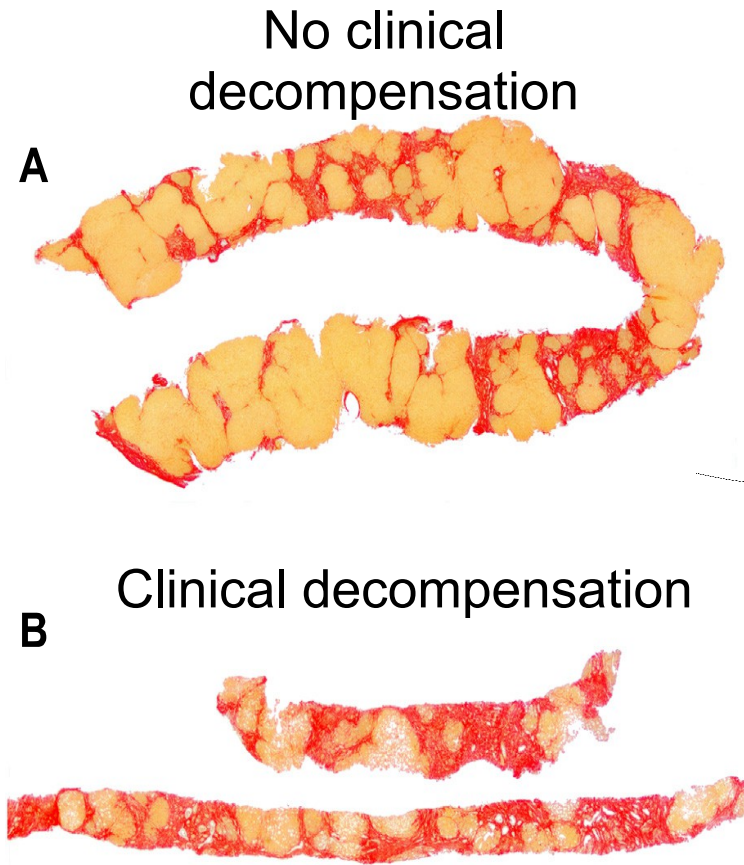 No clinical
decompensation
A
Clinical decompensation
B